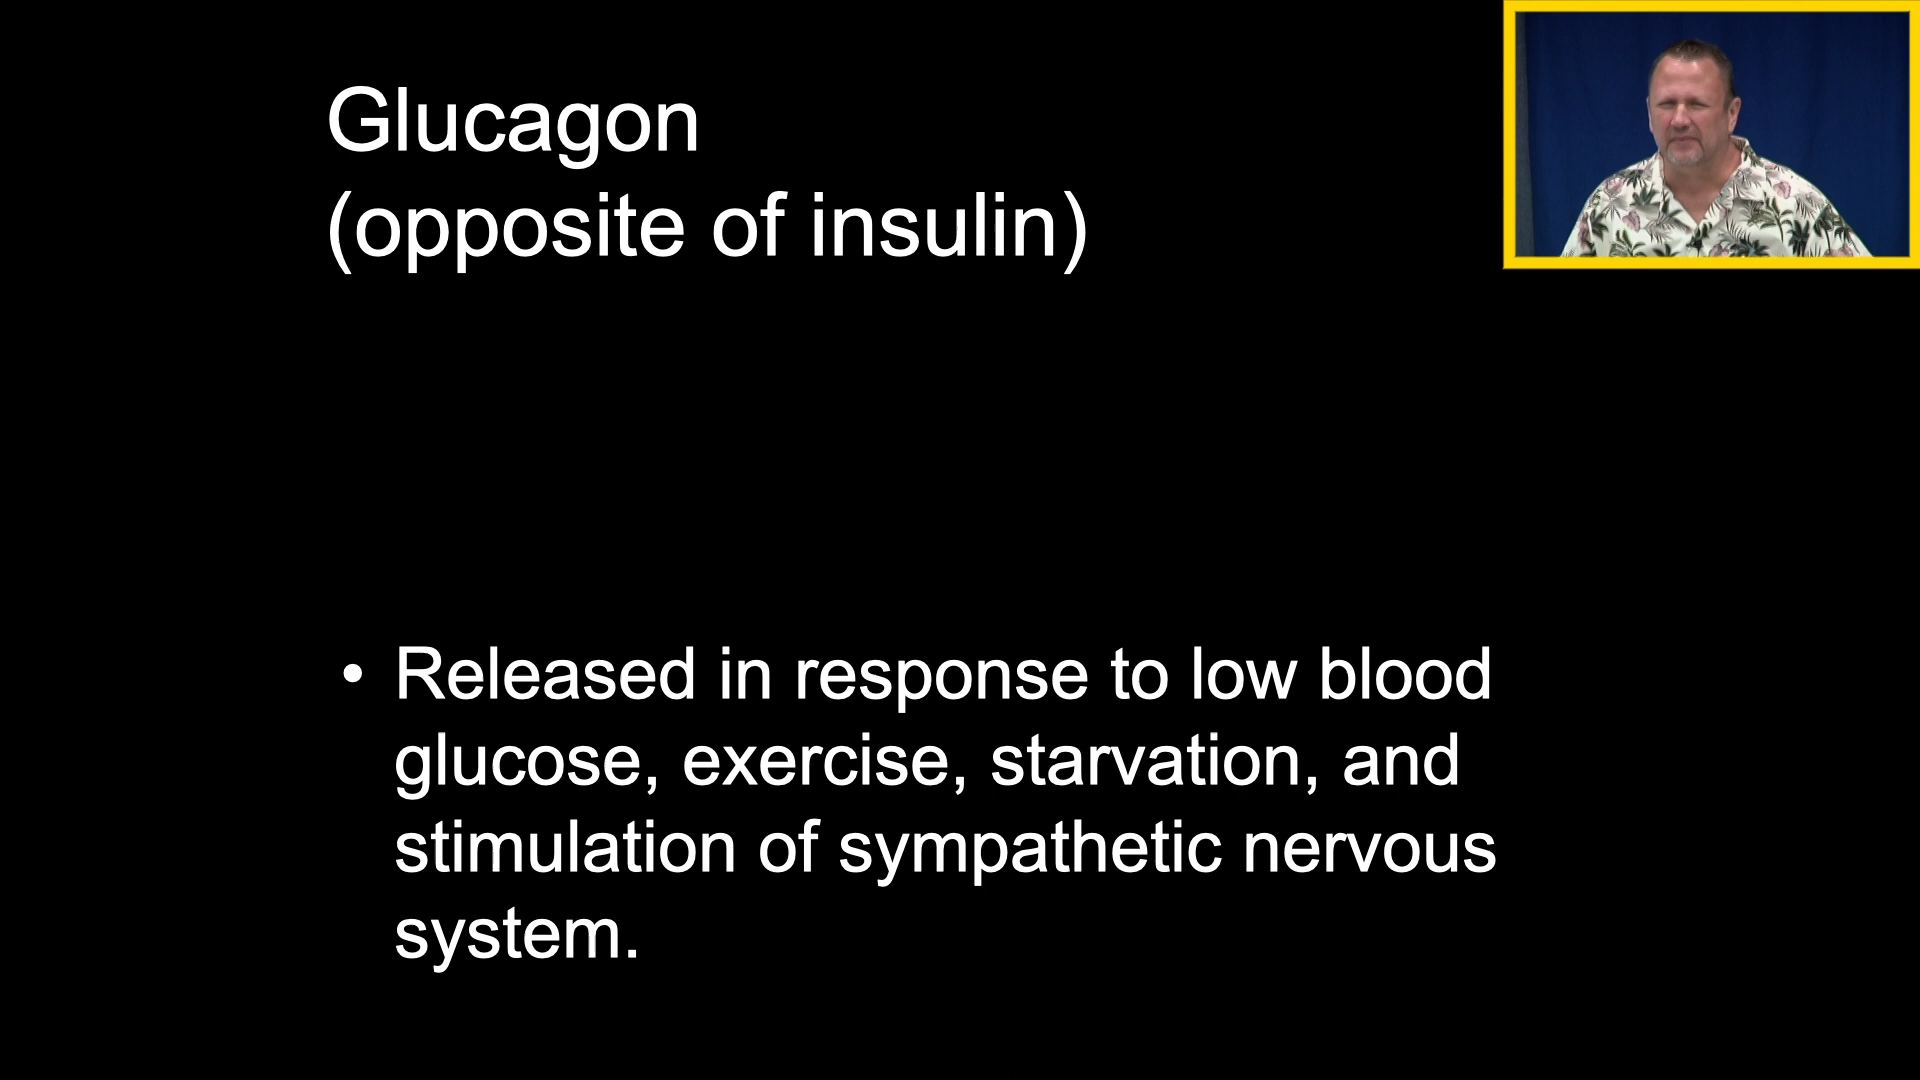 Glucagon
(opposite of insulin)
• Released in response to low blood
glucose, exercise, starvation, and
stimulation of sympathetic nervous
system.